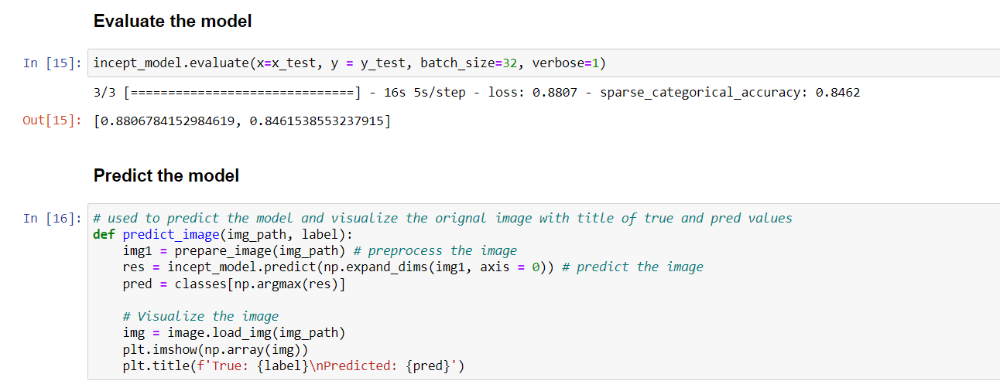 Evaluate the model
In [15]: incept_model.evaluate(x=x_test, y = y_test, batch_size=32, verbose=1)
3/3 [==============================] - 16s 5s/step - loss: 0.8807 - sparse_categorical_accuracy: 0.8462
Out[15]: [0.8806784152984619, 0.8461538553237915]
Predict the model
In [16]: # used to predict the model and visualize the orignal image with title of true and pred values
def predict_image(img_path, label):
    img1 = prepare_image(img_path) # preprocess the image
    res = incept_model.predict(np.expand_dims(img1, axis = 0)) # predict the image
    pred = classes[np.argmax(res)]
    # Visualize the image
    img = image.load_img(img_path)
    plt.imshow(np.array(img))
    plt.title(f'True: {label}\nPredicted: {pred}')